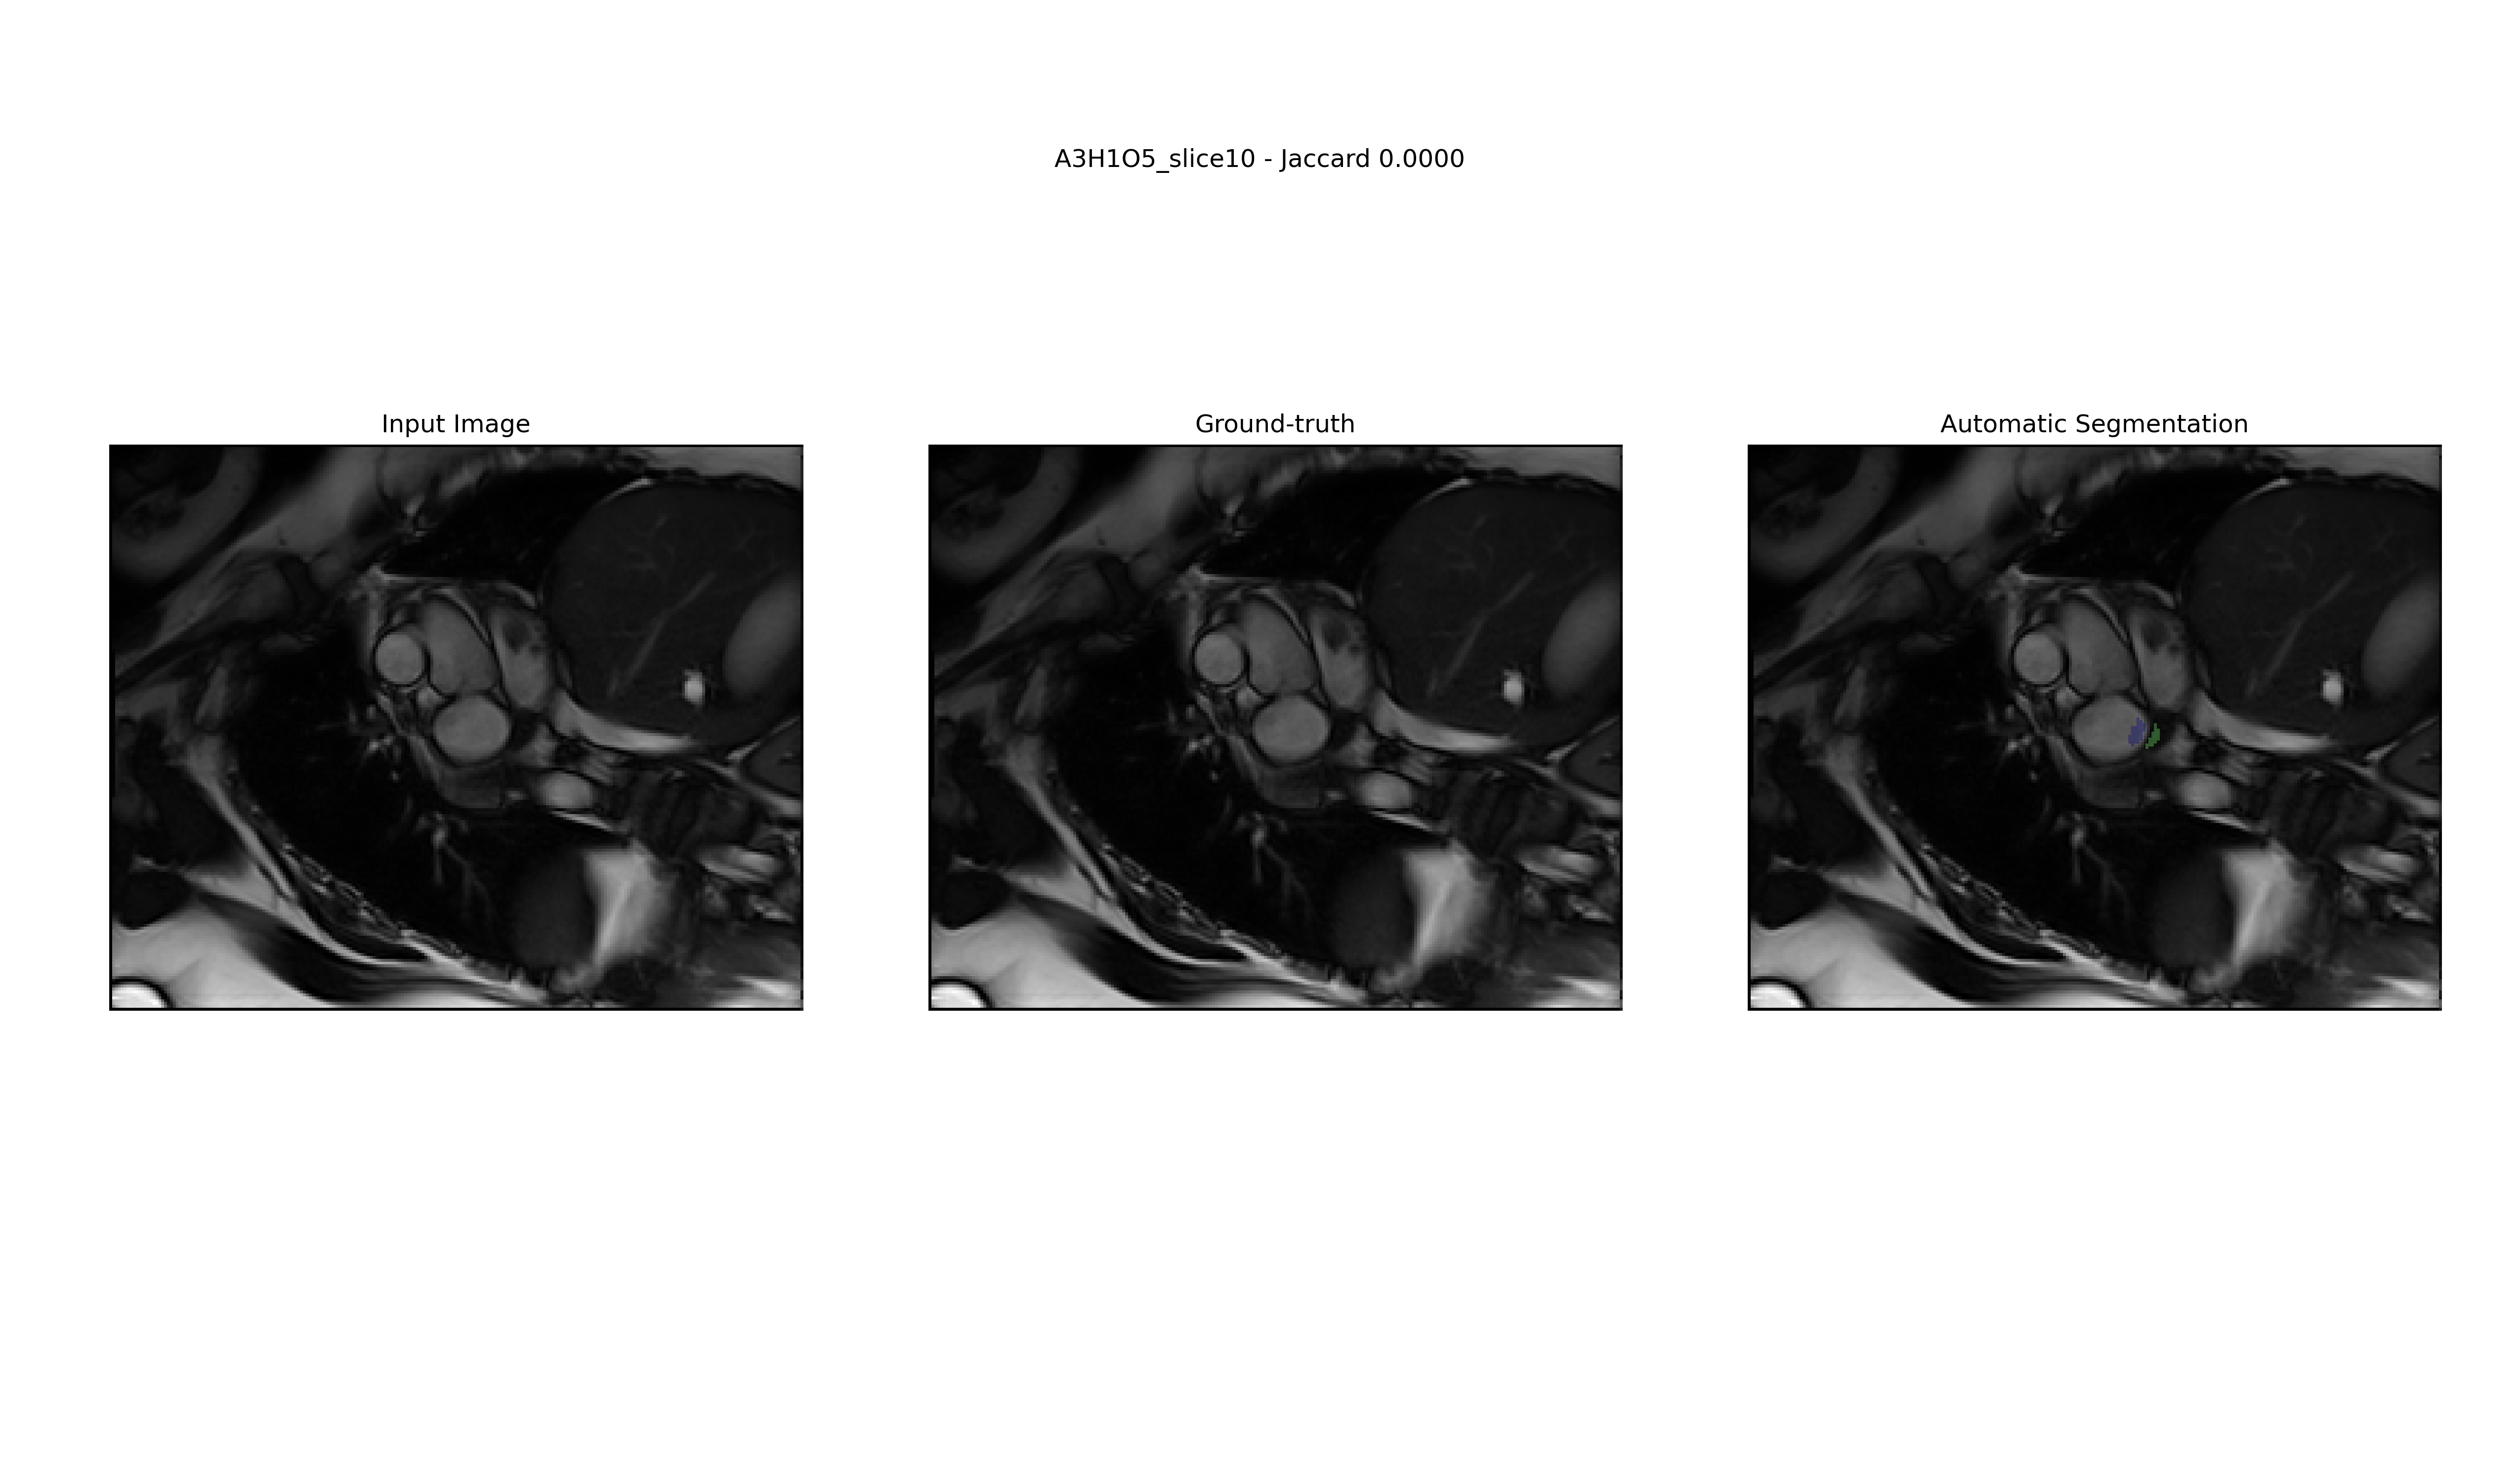 A3H1O5_slice10 - Jaccard 0.0000
Input Image
Ground-truth
Automatic Segmentation